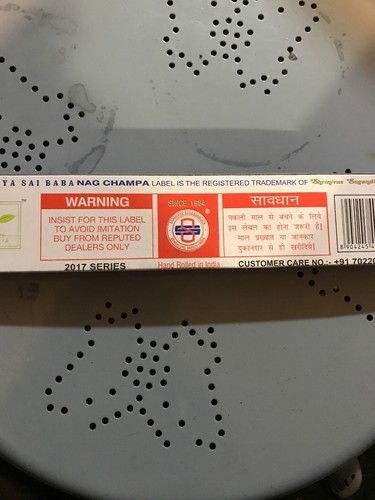 YA SAI BABA NAG CHAMPA LABEL IS THE REGISTERED TRADEMARK OF
WARNING
INSIST FOR THIS LABEL
TO AVOID IMITATION
BUY FROM REPUTED
DEALERS ONLY
SINCE 1964
®
सावधान
नकली माल से बचने के लिये
इस लेबल का होना जरूरी है।
माल प्रख्यात या जानकार
दुकानदार से ही खरीदिये।
2017 SERIES
Hand Rolled in India
CUSTOMER CARE NO.:- +91 7022
8 904245